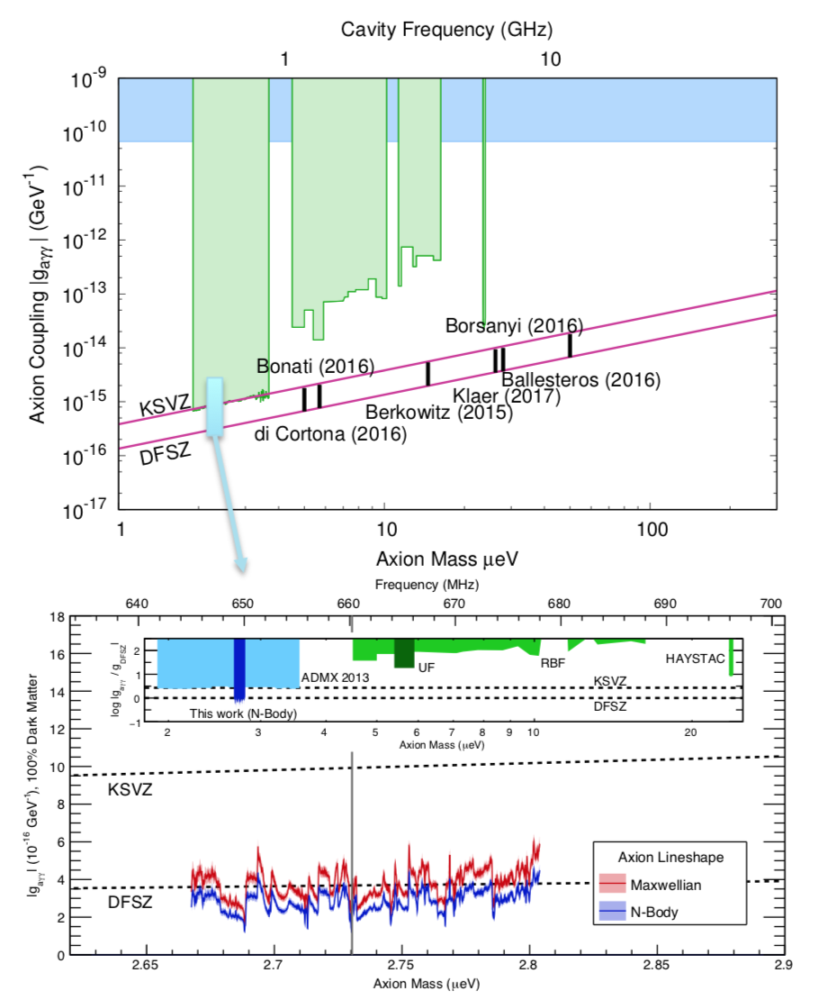 Cavity Frequency (GHz)
1 10
10⁻⁹
10⁻¹⁰
10⁻¹¹
10⁻¹²
10⁻¹³
10⁻¹⁴
10⁻¹⁵
10⁻¹⁶
10⁻¹⁷
Axion Coupling |gₐᵧᵧ| (GeV⁻¹)
Borsanyi (2016)
Bonati (2016)
Ballesteros (2016)
Klaer (2017)
Berkowitz (2015)
di Cortona (2016)
KSVZ
DFSZ
1 10 100
Axion Mass μeV
Frequency (MHz)
640 650 660 670 680 690 700
18
16
14
12
10
8
6
4
2
0
|gₐᵧᵧ| (10⁻¹⁶ GeV⁻¹), 100% Dark Matter
log |gₐᵧᵧ / g_DFSZ|
2
1
0
−1
ADMX 2013
UF
RBF
HAYSTAC
KSVZ
DFSZ
This work (N-Body)
2 3 4 5 6 7 8 9 10 20
Axion Mass (μeV)
KSVZ
DFSZ
Axion Lineshape
Maxwellian
N-Body
2.65 2.7 2.75 2.8 2.85 2.9
Axion Mass (μeV)